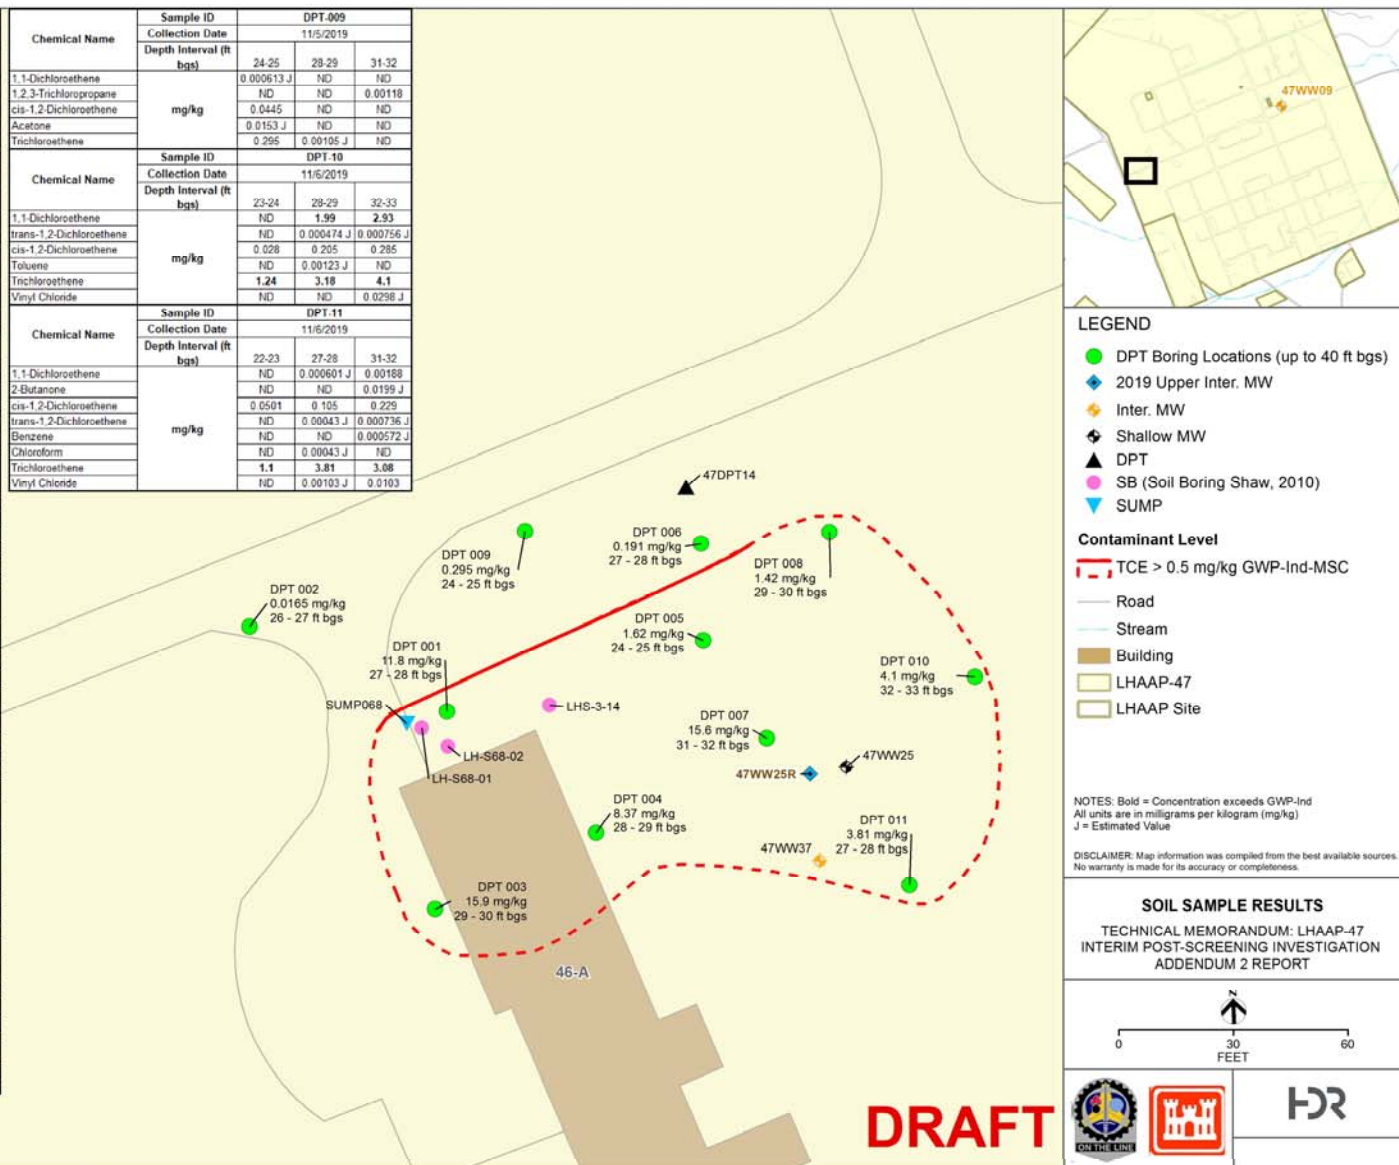 Chemical Name Sample ID DPT-009
Collection Date 11/5/2019
Depth Interval (ft bgs) 24-25 28-29 31-32
1,1-Dichloroethene mg/kg 0.000613 J ND ND
1,2,3-Trichloropropane ND ND 0.00118
cis-1,2-Dichloroethene 0.0445 ND ND
Acetone 0.0153 J ND ND
Trichloroethene 0.295 0.00105 J ND
Chemical Name Sample ID DPT-10
Collection Date 11/6/2019
Depth Interval (ft bgs) 23-24 28-29 32-33
1,1-Dichloroethene mg/kg ND 1.99 2.93
trans-1,2-Dichloroethene ND 0.000474 J 0.000756 J
cis-1,2-Dichloroethene 0.028 0.205 0.285
Toluene ND 0.00123 J ND
Trichloroethene 1.24 3.18 4.1
Vinyl Chloride ND ND 0.0298 J
Chemical Name Sample ID DPT-11
Collection Date 11/6/2019
Depth Interval (ft bgs) 22-23 27-28 31-32
1,1-Dichloroethene mg/kg ND 0.000601 J 0.00188
2-Butanone ND ND 0.0199 J
cis-1,2-Dichloroethene 0.0501 0.105 0.229
trans-1,2-Dichloroethene ND 0.00043 J 0.000736 J
Benzene ND ND 0.000572 J
Chloroform ND 0.00043 J ND
Trichloroethene 1.1 3.81 3.08
Vinyl Chloride ND 0.00103 J 0.0103
47DPT14
DPT 006
0.191 mg/kg
27 - 28 ft bgs
DPT 009
0.295 mg/kg
24 - 25 ft bgs
DPT 008
1.42 mg/kg
29 - 30 ft bgs
DPT 002
0.0165 mg/kg
26 - 27 ft bgs
DPT 005
1.62 mg/kg
24 - 25 ft bgs
DPT 001
11.8 mg/kg
27 - 28 ft bgs
DPT 010
4.1 mg/kg
32 - 33 ft bgs
SUMP068
LHS-3-14
DPT 007
15.6 mg/kg
31 - 32 ft bgs
LH-S68-02
LH-S68-01
47WW25
47WW25R
DPT 004
8.37 mg/kg
28 - 29 ft bgs
DPT 011
3.81 mg/kg
27 - 28 ft bgs
47WW37
DPT 003
15.9 mg/kg
29 - 30 ft bgs
46-A
DRAFT
47WW09
LEGEND
DPT Boring Locations (up to 40 ft bgs)
2019 Upper Inter. MW
Inter. MW
Shallow MW
DPT
SB (Soil Boring Shaw, 2010)
SUMP
Contaminant Level
TCE > 0.5 mg/kg GWP-Ind-MSC
Road
Stream
Building
LHAAP-47
LHAAP Site
NOTES: Bold = Concentration exceeds GWP-Ind
All units are in milligrams per kilogram (mg/kg)
J = Estimated Value
DISCLAIMER: Map information was compiled from the best available sources.
No warranty is made for its accuracy or completeness.
SOIL SAMPLE RESULTS
TECHNICAL MEMORANDUM: LHAAP-47
INTERIM POST-SCREENING INVESTIGATION
ADDENDUM 2 REPORT
N
0 30 60
FEET
ON THE LINE
HDR